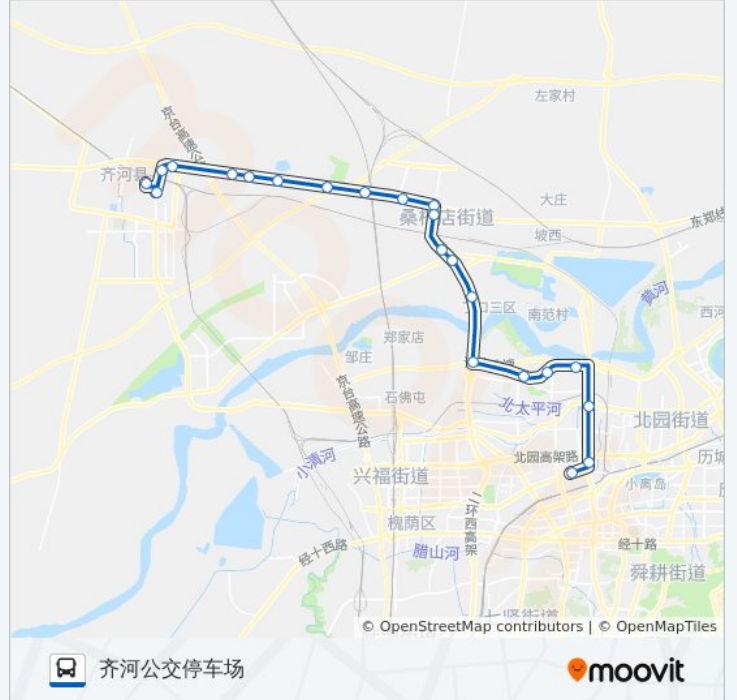 左家村
京台高速公
齐河县
大庄
桑梓店街道
东郑线
坡西
黄河
三区
南范村
西河
郑家店
邹庄
京台高速公路
石佛屯
北太平河
北园街道
北园高架路
历城
小清河
兴福街道
小离岛
二环西高架
槐荫区
经十西路
腊山河
经十路
舜耕街道
七贤街道
© OpenStreetMap contributors | © OpenMapTiles
齐河公交停车场
moovit